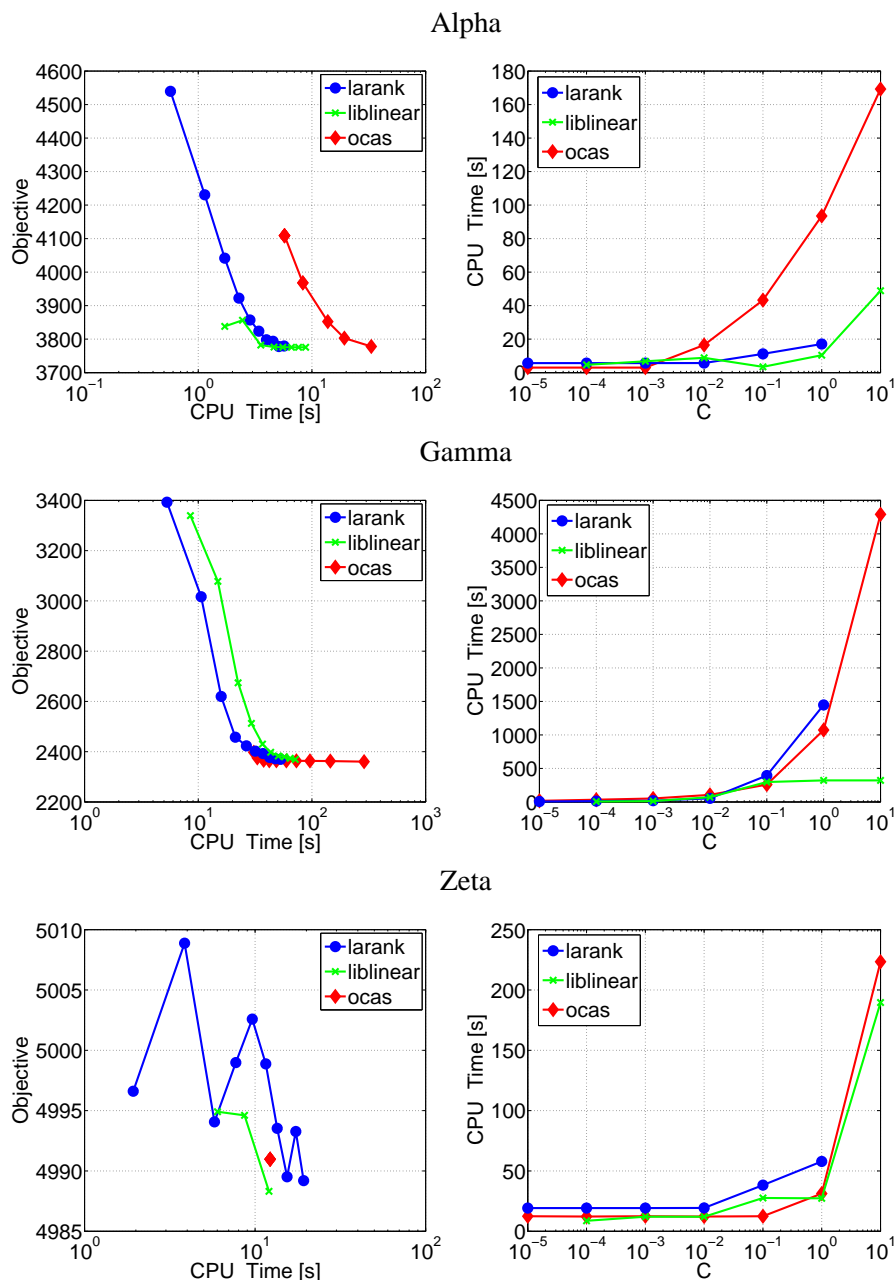 Alpha
4600
4500
4400
4300
4200
4100
4000
3900
3800
3700
Objective
10^-1
10^0
10^1
10^2
CPU Time [s]
larank
liblinear
ocas
180
160
140
120
100
80
60
40
20
0
CPU Time [s]
10^-5
10^-4
10^-3
10^-2
10^-1
10^0
10^1
C
larank
liblinear
ocas
Gamma
3400
3200
3000
2800
2600
2400
2200
Objective
10^0
10^1
10^2
10^3
CPU Time [s]
larank
liblinear
ocas
4500
4000
3500
3000
2500
2000
1500
1000
500
0
CPU Time [s]
10^-5
10^-4
10^-3
10^-2
10^-1
10^0
10^1
C
larank
liblinear
ocas
Zeta
5010
5005
5000
4995
4990
4985
Objective
10^0
10^1
10^2
CPU Time [s]
larank
liblinear
ocas
250
200
150
100
50
0
CPU Time [s]
10^-5
10^-4
10^-3
10^-2
10^-1
10^0
10^1
C
larank
liblinear
ocas